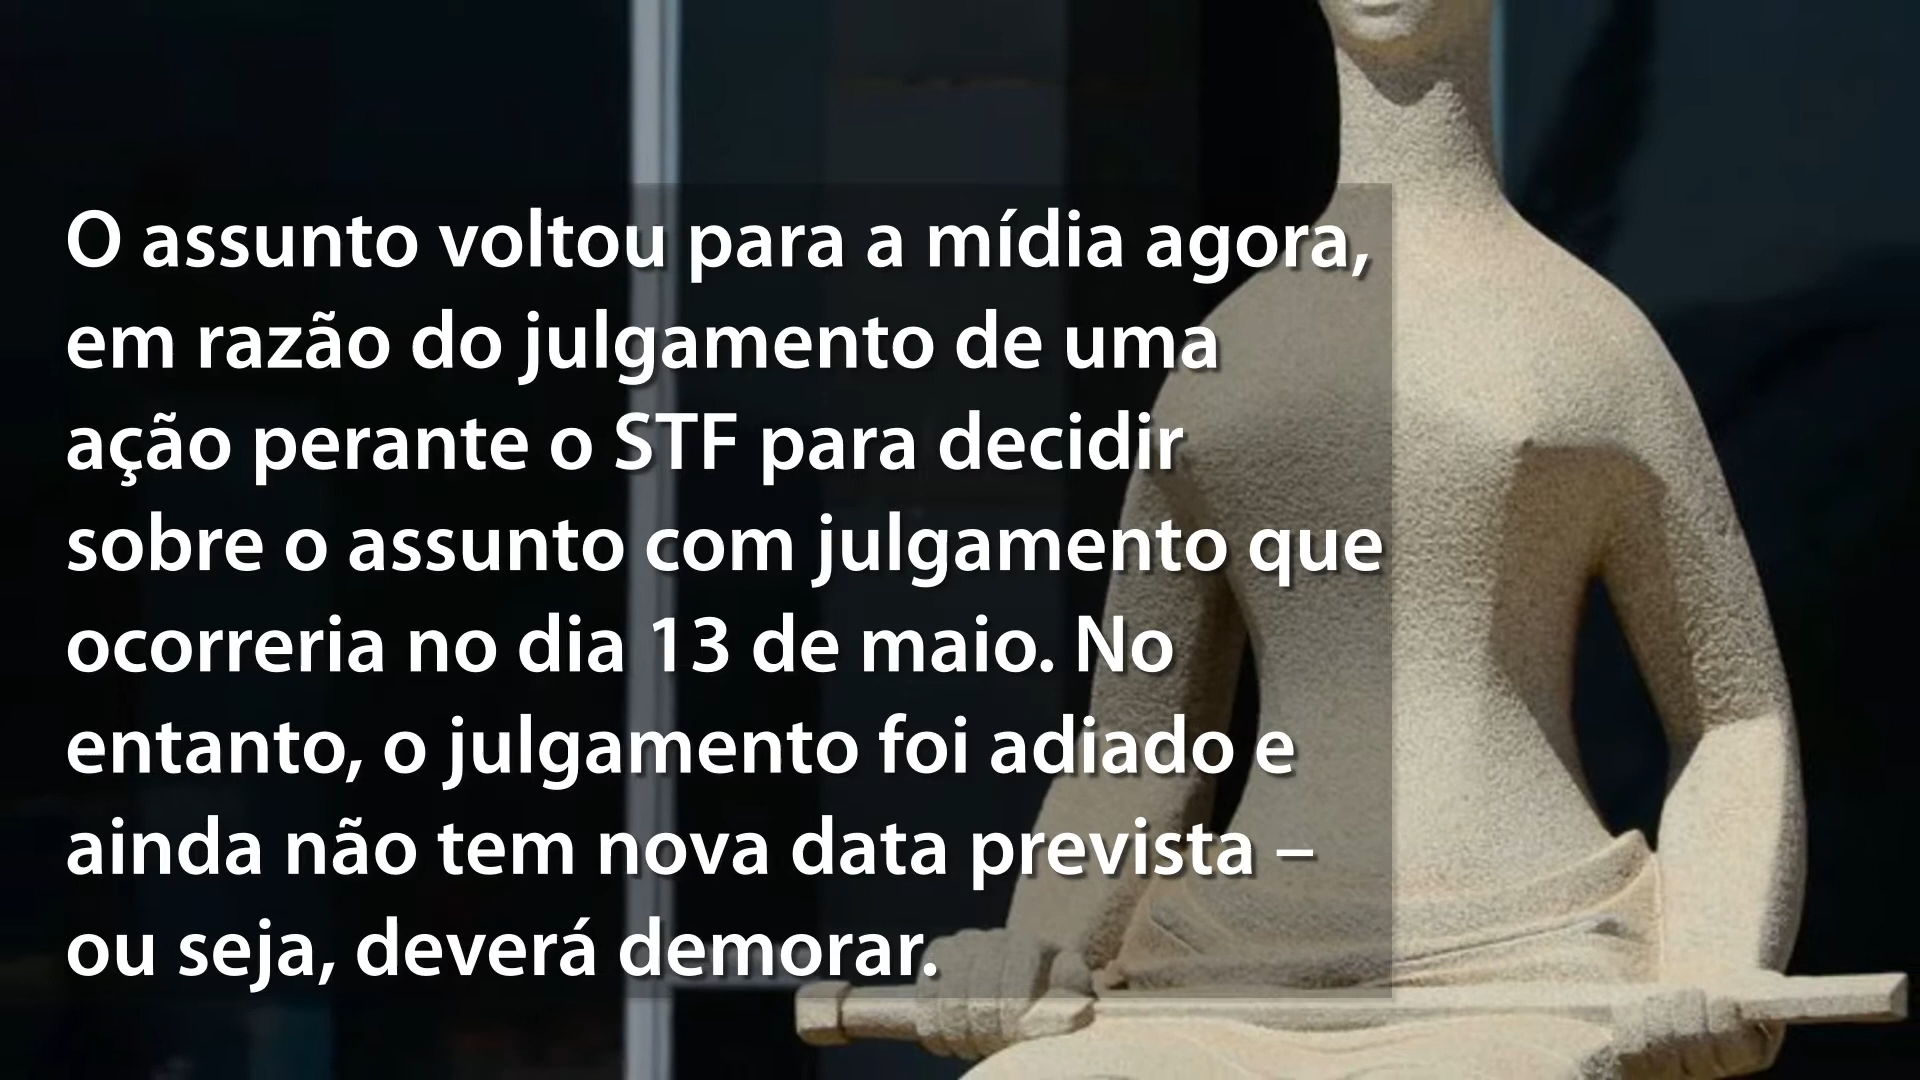 O assunto voltou para a mídia agora,
em razão do julgamento de uma
ação perante o STF para decidir
sobre o assunto com julgamento que
ocorreria no dia 13 de maio. No
entanto, o julgamento foi adiado e
ainda não tem nova data prevista –
ou seja, deverá demorar.